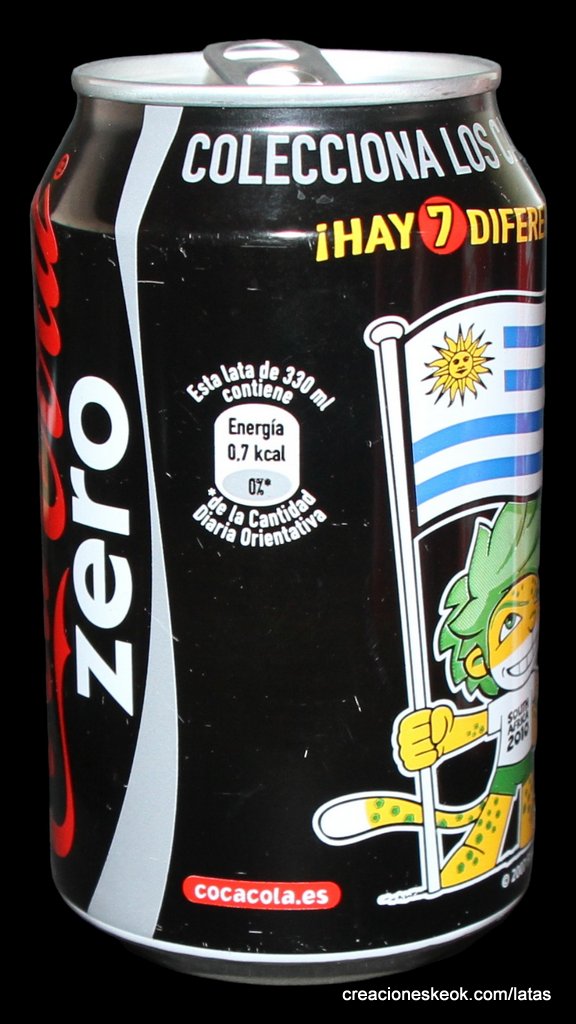 COLECCIONA LOS
¡HAY 7 DIFERE
Esta lata de 330 ml
contiene
Energía
0,7 kcal
0%*
*de la Cantidad
Diaria Orientativa
zero
SOUTH
AFRICA
2010
cocacola.es
creacioneskeok.com/latas